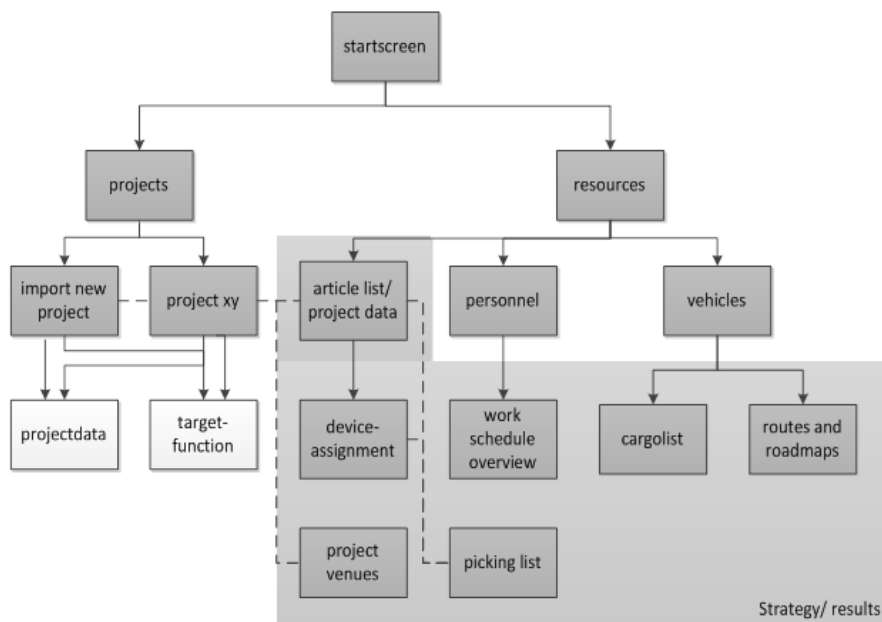 startscreen
projects
resources
import new
project
project xy
article list/
project data
personnel
vehicles
projectdata
target-
function
device-
assignment
work
schedule
overview
cargolist
routes and
roadmaps
project
venues
picking list
Strategy/ results